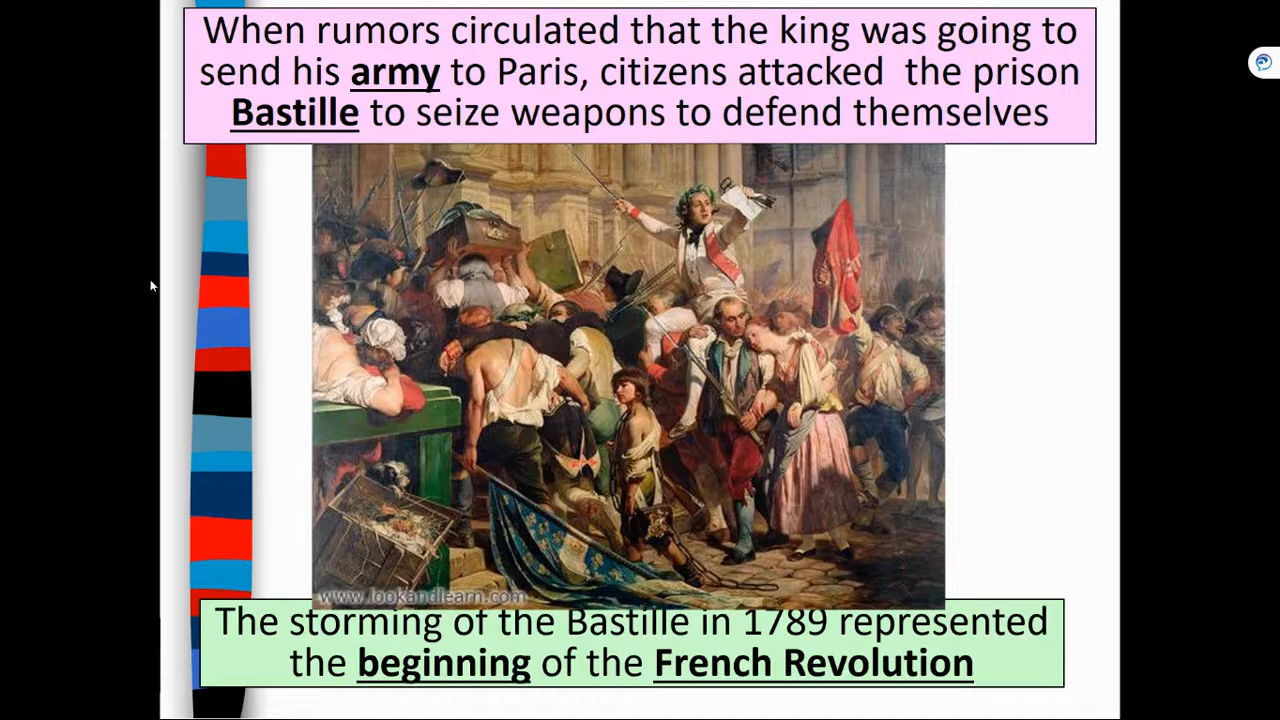 When rumors circulated that the king was going to
send his army to Paris, citizens attacked the prison
Bastille to seize weapons to defend themselves
www.lookandlearn.com
The storming of the Bastille in 1789 represented
the beginning of the French Revolution